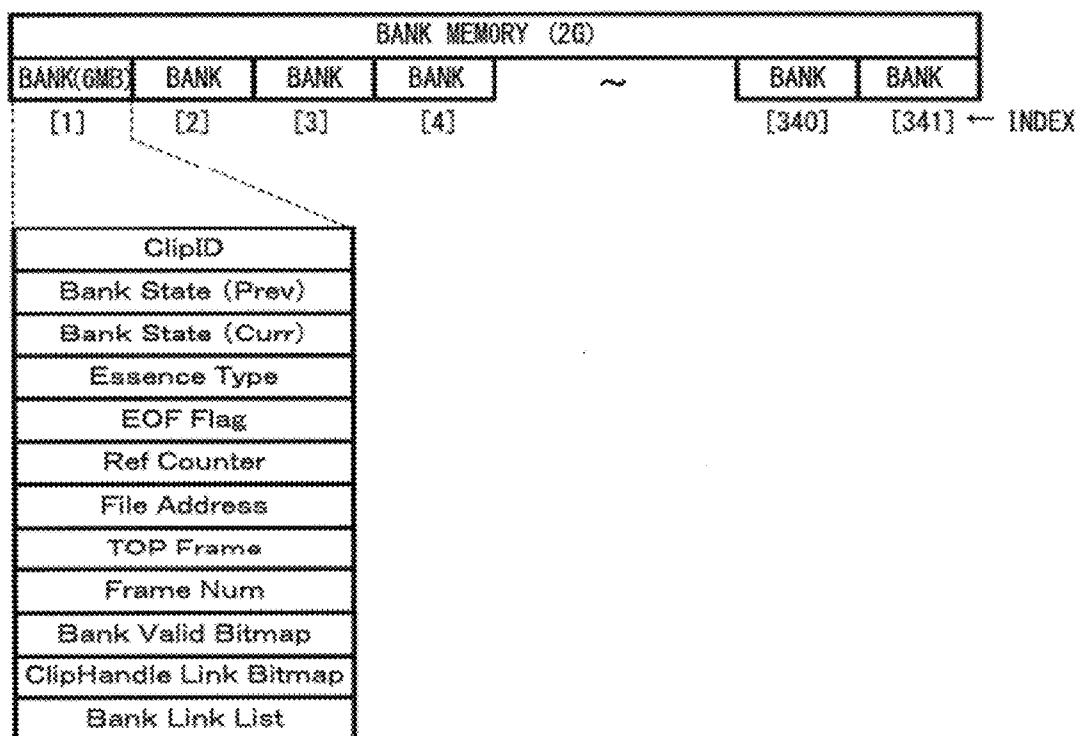 BANK MEMORY (2G)
BANK(6MB) BANK BANK BANK ~ BANK BANK
[1] [2] [3] [4] [340] [341] ← INDEX
ClipID
Bank State (Prev)
Bank State (Curr)
Essence Type
EOF Flag
Ref Counter
File Address
TOP Frame
Frame Num
Bank Valid Bitmap
ClipHandle Link Bitmap
Bank Link List